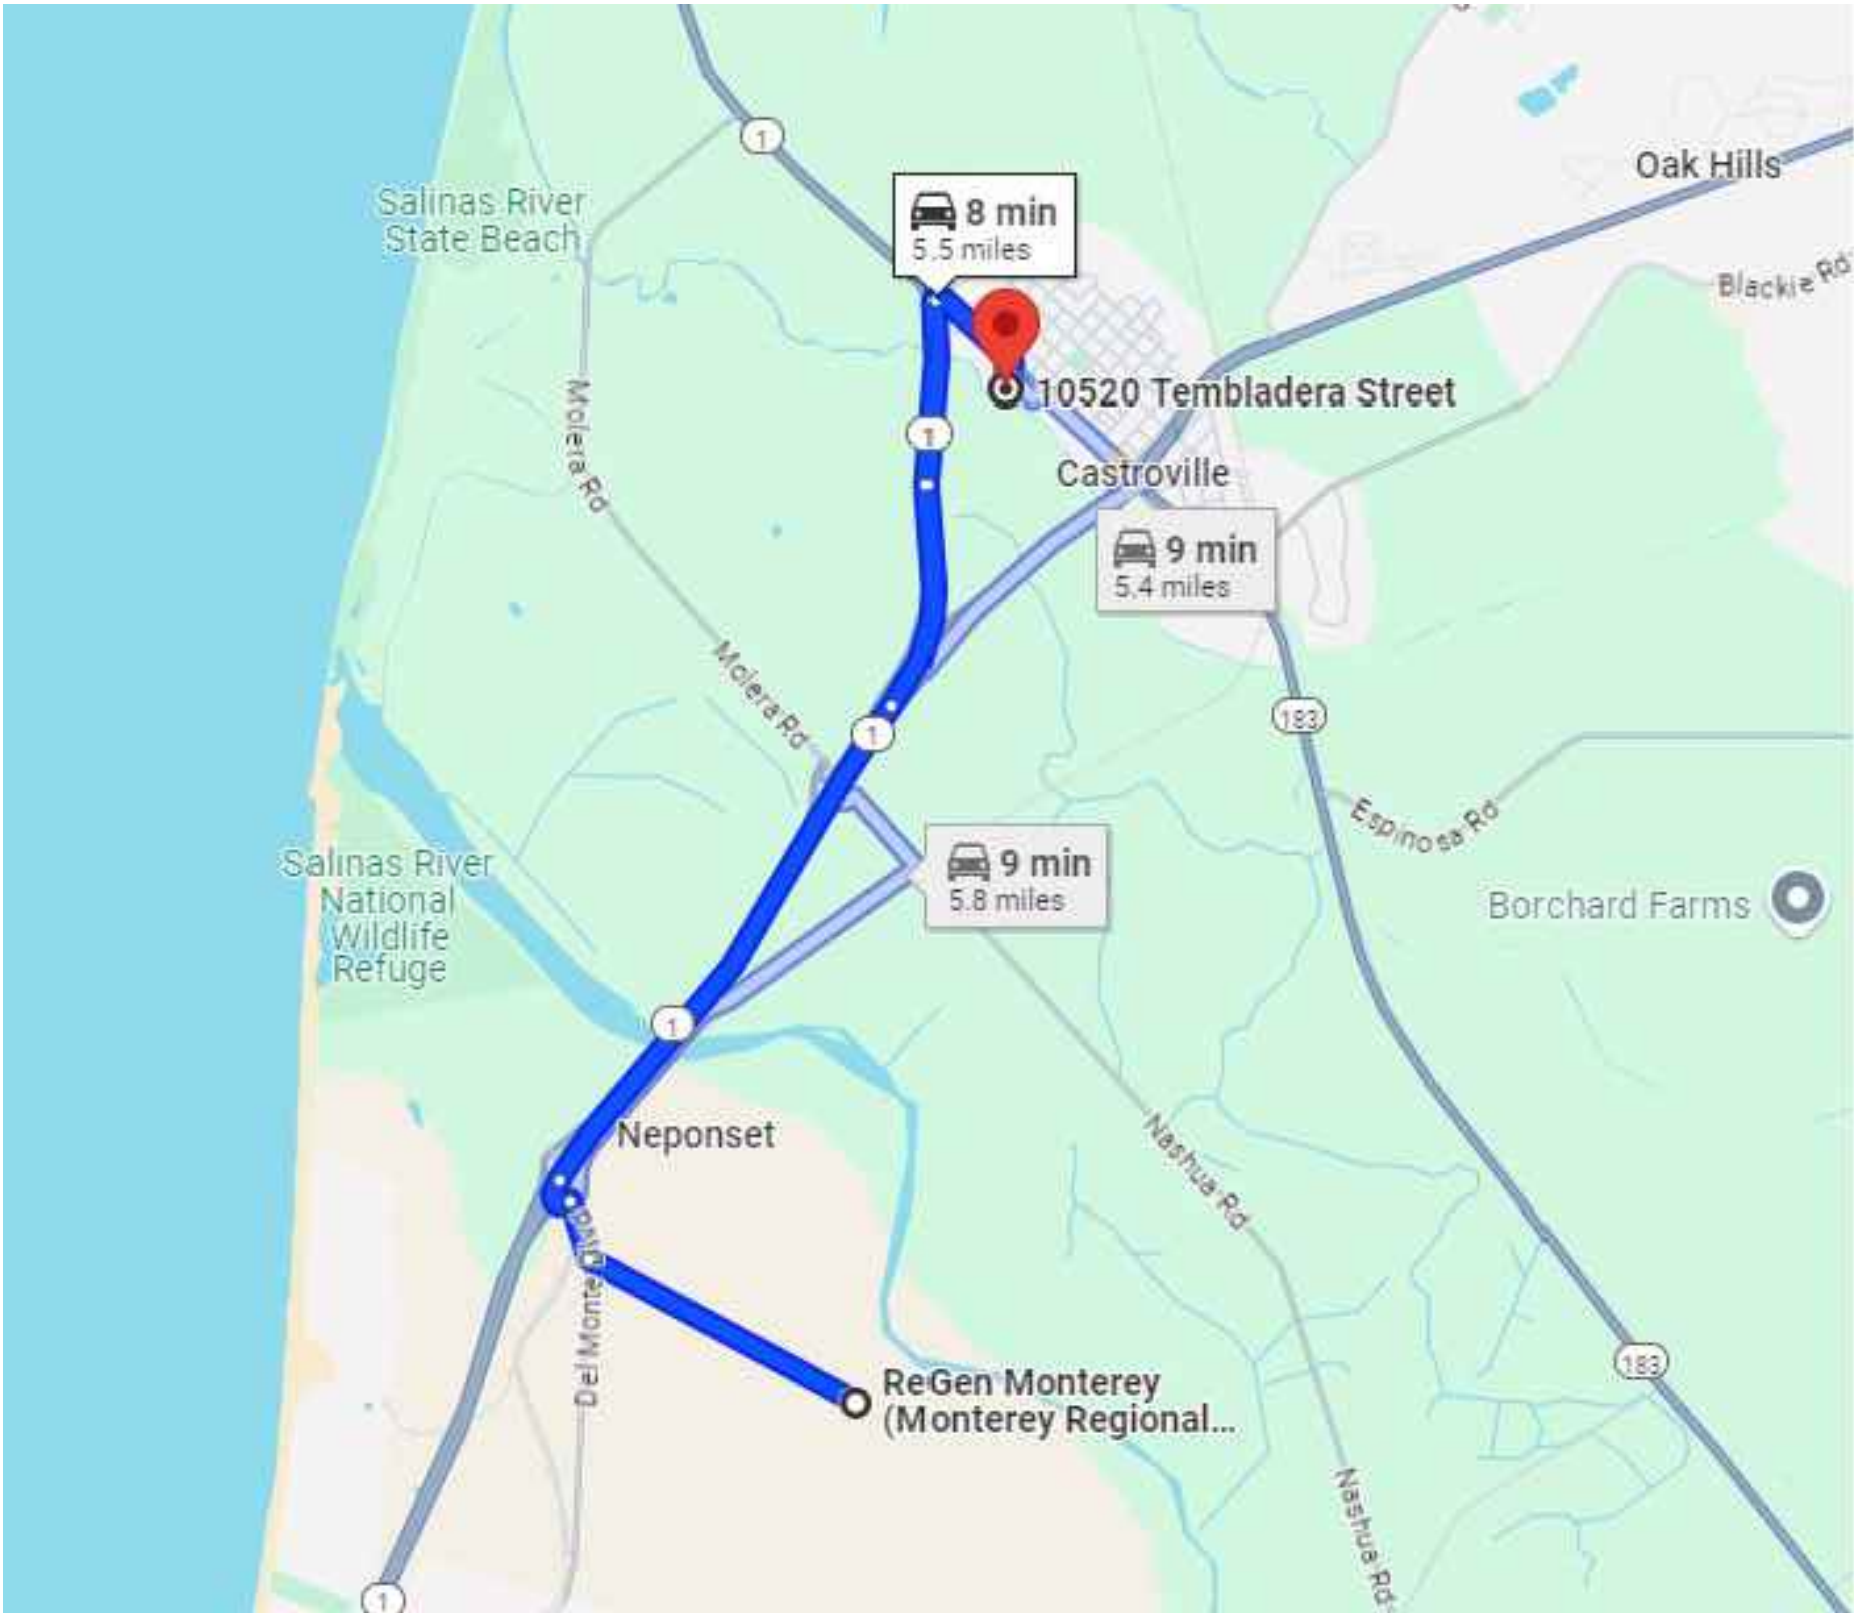 1
Oak Hills
Salinas River
State Beach
8 min
5.5 miles
Blackie Rd
10520 Tembladera Street
Molera Rd
1
Castroville
9 min
5.4 miles
Molera Rd
1
183
Espinosa Rd
Salinas River
National
Wildlife
Refuge
9 min
5.8 miles
Borchard Farms
1
Neponset
Nashua Rd
Del Monte
ReGen Monterey
(Monterey Regional...
183
Nashua Rd
1